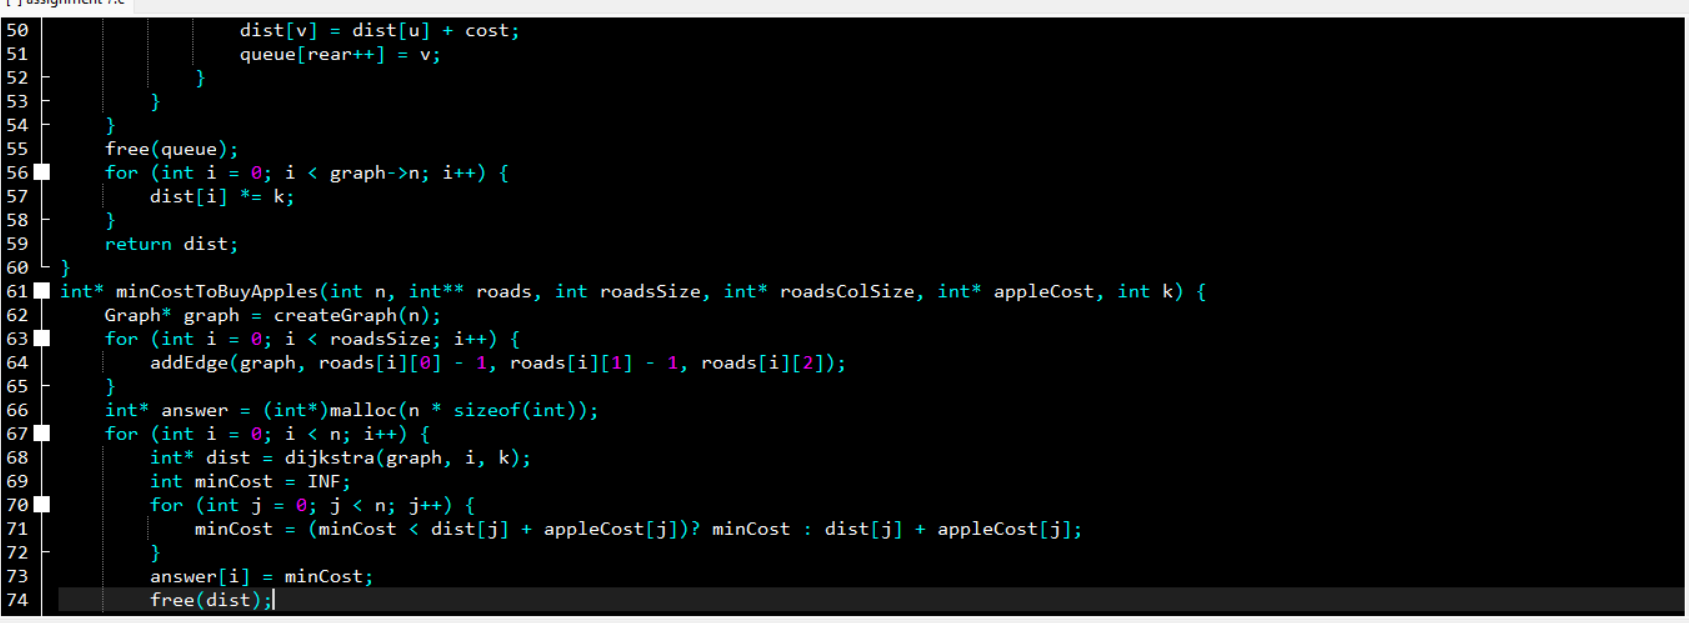 [*] assignment 7.c
50 dist[v] = dist[u] + cost;
51 queue[rear++] = v;
52 }
53 }
54 }
55 free(queue);
56 for (int i = 0; i < graph->n; i++) {
57 dist[i] *= k;
58 }
59 return dist;
60 }
61 int* minCostToBuyApples(int n, int** roads, int roadsSize, int* roadsColSize, int* appleCost, int k) {
62 Graph* graph = createGraph(n);
63 for (int i = 0; i < roadsSize; i++) {
64 addEdge(graph, roads[i][0] - 1, roads[i][1] - 1, roads[i][2]);
65 }
66 int* answer = (int*)malloc(n * sizeof(int));
67 for (int i = 0; i < n; i++) {
68 int* dist = dijkstra(graph, i, k);
69 int minCost = INF;
70 for (int j = 0; j < n; j++) {
71 minCost = (minCost < dist[j] + appleCost[j])? minCost : dist[j] + appleCost[j];
72 }
73 answer[i] = minCost;
74 free(dist);